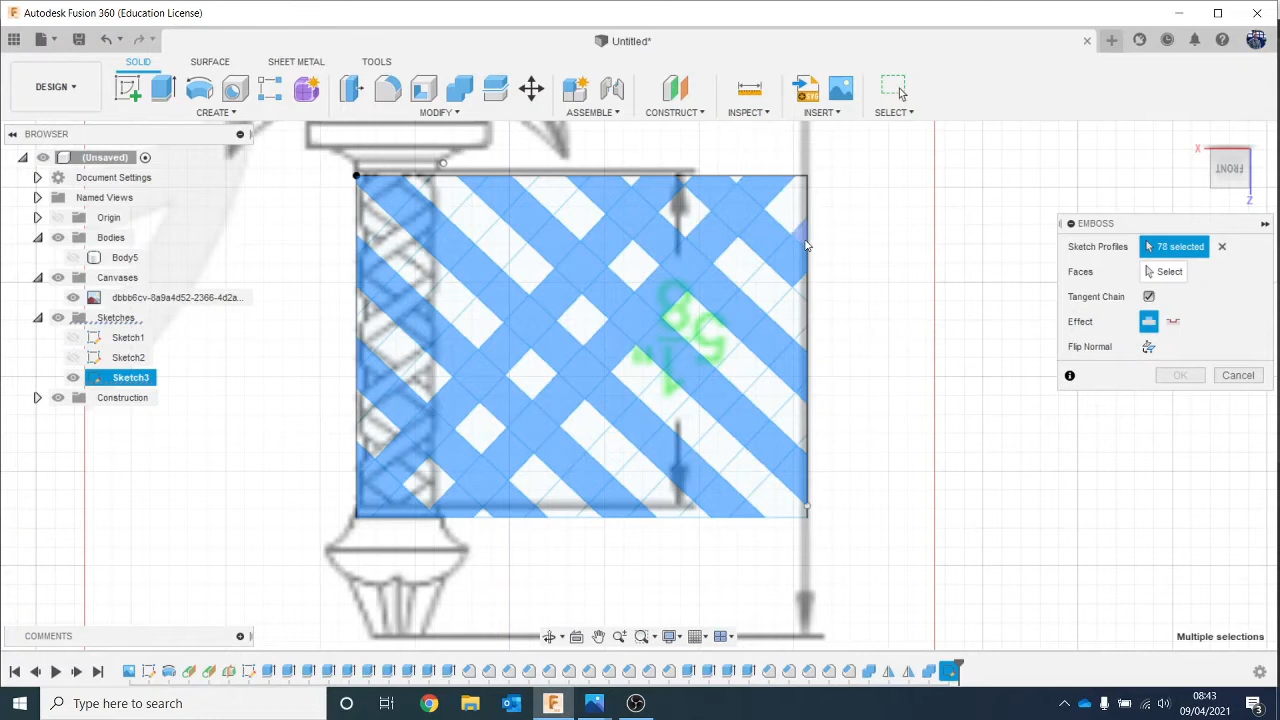 Autodesk Fusion 360 (Education License)
Untitled*
SOLID SURFACE SHEET METAL TOOLS
DESIGN
CREATE MODIFY ASSEMBLE CONSTRUCT INSPECT INSERT SELECT
BROWSER
(Unsaved)
Document Settings
Named Views
Origin
Bodies
Body5
Canvases
dbbb6cv-8a9a4d52-2366-4d2a...
Sketches
Sketch1
Sketch2
Sketch3
Construction
X
FRONT
Z
EMBOSS
Sketch Profiles 78 selected
Faces Select
Tangent Chain
Effect
Flip Normal
OK Cancel
COMMENTS
Multiple selections
Type here to search
08:43
09/04/2021
3